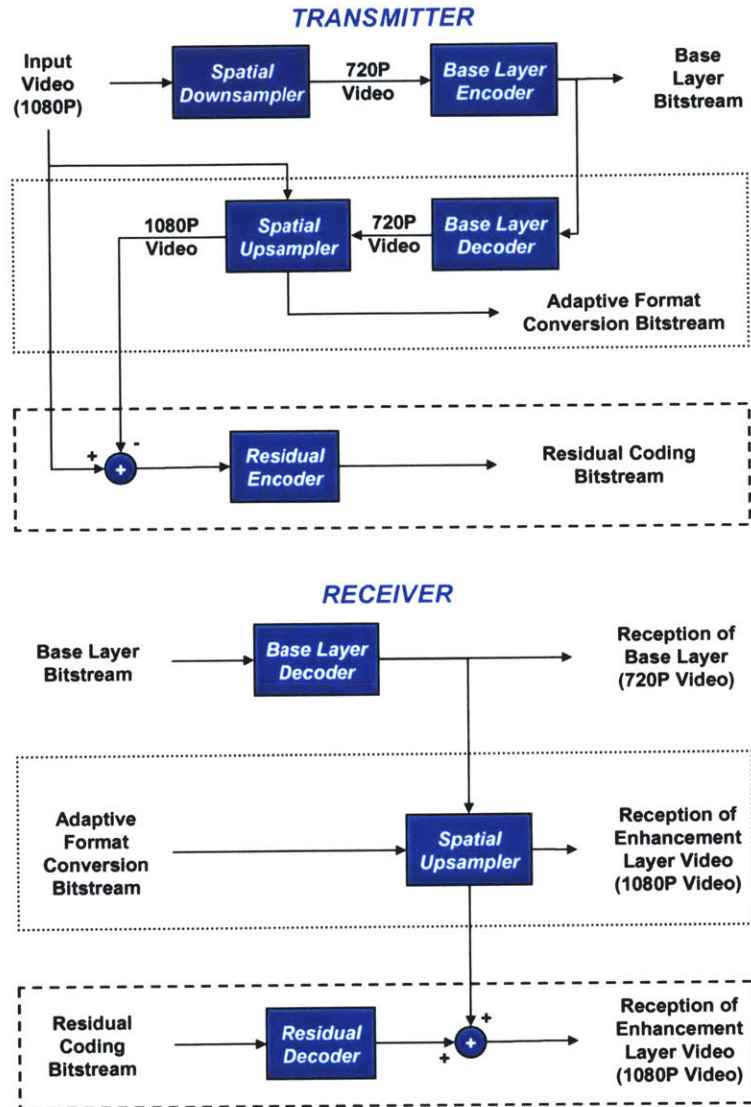 TRANSMITTER
Input
Video
(1080P)
Spatial
Downsampler
720P
Video
Base Layer
Encoder
Base
Layer
Bitstream
1080P
Video
Spatial
Upsampler
720P
Video
Base Layer
Decoder
Adaptive Format
Conversion Bitstream
+
-
+
Residual
Encoder
Residual Coding
Bitstream
RECEIVER
Base Layer
Bitstream
Base Layer
Decoder
Reception of
Base Layer
(720P Video)
Adaptive
Format
Conversion
Bitstream
Spatial
Upsampler
Reception of
Enhancement
Layer Video
(1080P Video)
Residual
Coding
Bitstream
Residual
Decoder
+
+
+
Reception of
Enhancement
Layer Video
(1080P Video)